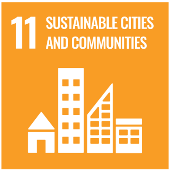 11 SUSTAINABLE CITIES
AND COMMUNITIES